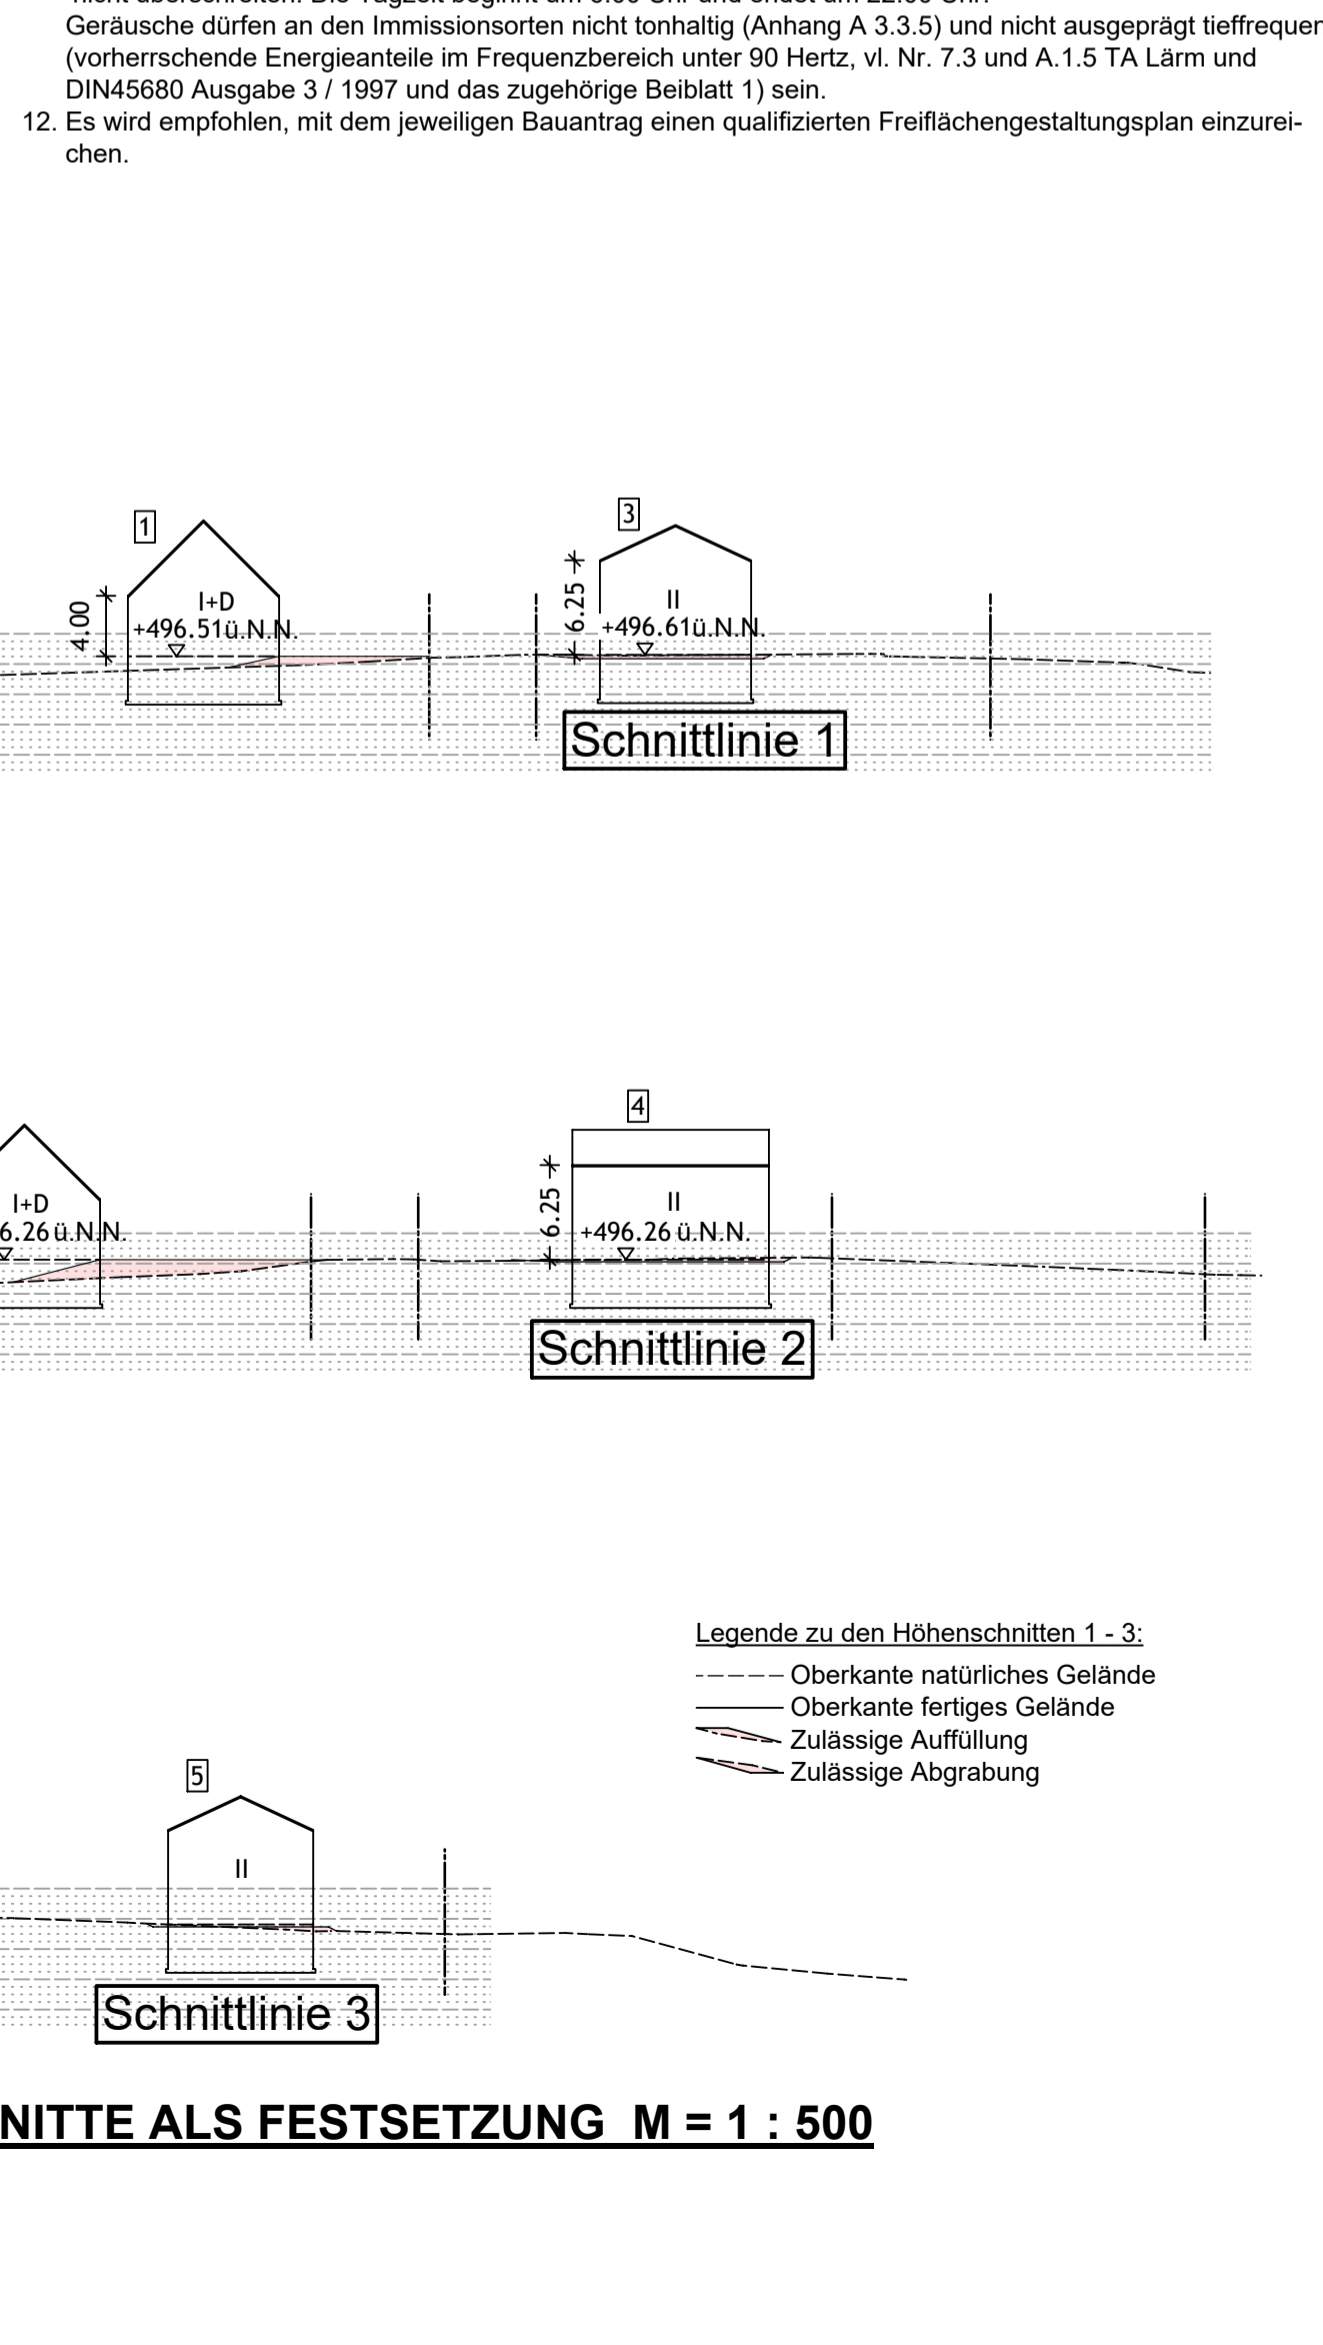 Geräusche dürfen an den Immissionsorten nicht tonhaltig (Anhang A 3.3.5) und nicht ausgeprägt
(vorherrschende Energieanteile im Frequenzbereich unter 90 Hertz, vl. Nr. 7.3 und A.1.5 TA Lärm und
DIN45680 Ausgabe 3 / 1997 und das zugehörige Beiblatt 1) sein.
12. Es wird empfohlen, mit dem jeweiligen Bauantrag einen qualifizierten Freiflächengestaltungsplan einzurei-
chen.
1
3
4.00
I+D
+496.51ü.N.N.
6.25
II
+496.61ü.N.N.
Schnittlinie 1
4
I+D
6.26 ü.N.N.
6.25
II
+496.26 ü.N.N.
Schnittlinie 2
Legende zu den Höhenschnitten 1 - 3:
Oberkante natürliches Gelände
Oberkante fertiges Gelände
Zulässige Auffüllung
Zulässige Abgrabung
5
II
Schnittlinie 3
NITTE ALS FESTSETZUNG M = 1 : 500